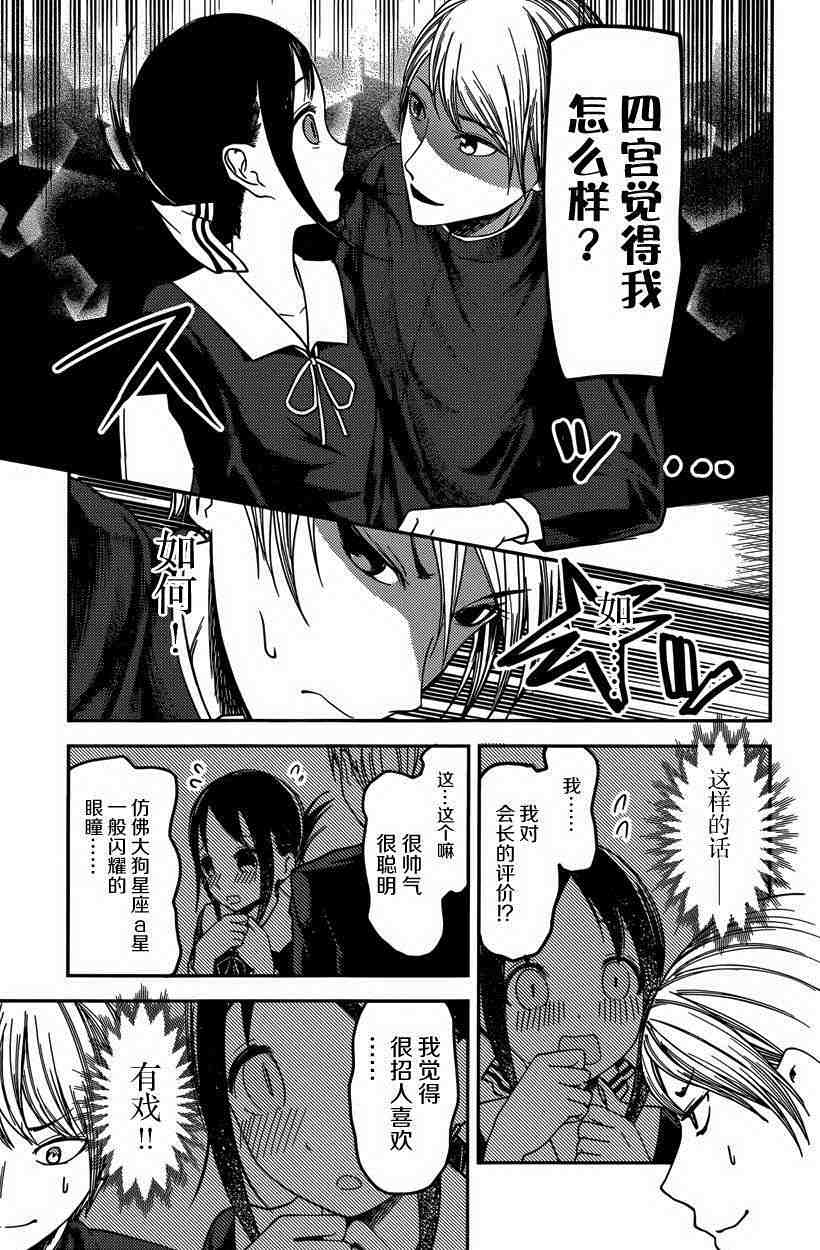 四宫觉得我
怎么样？
ス
ッ
如………
如何！
ッ
这样的话——
我……
我对
会长的评价!?
这…这个嘛
很帅气
很聪明
仿佛大狗星座a星
一般闪耀的
眼瞳……
我觉得
很招人喜欢
……
有戏!!